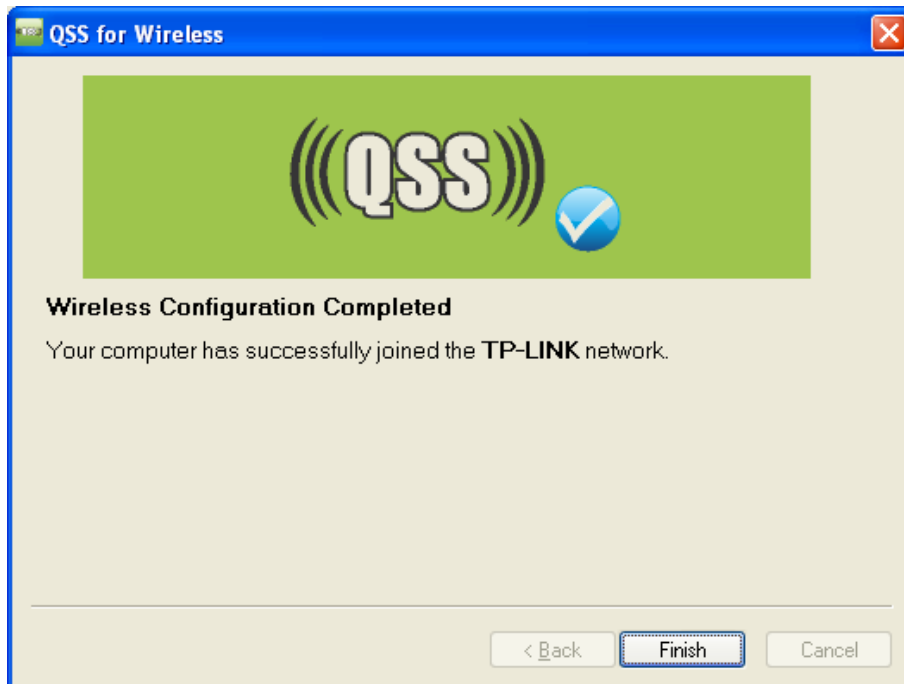 QSS for Wireless
(((QSS)))
Wireless Configuration Completed
Your computer has successfully joined the TP-LINK network.
< Back Finish Cancel